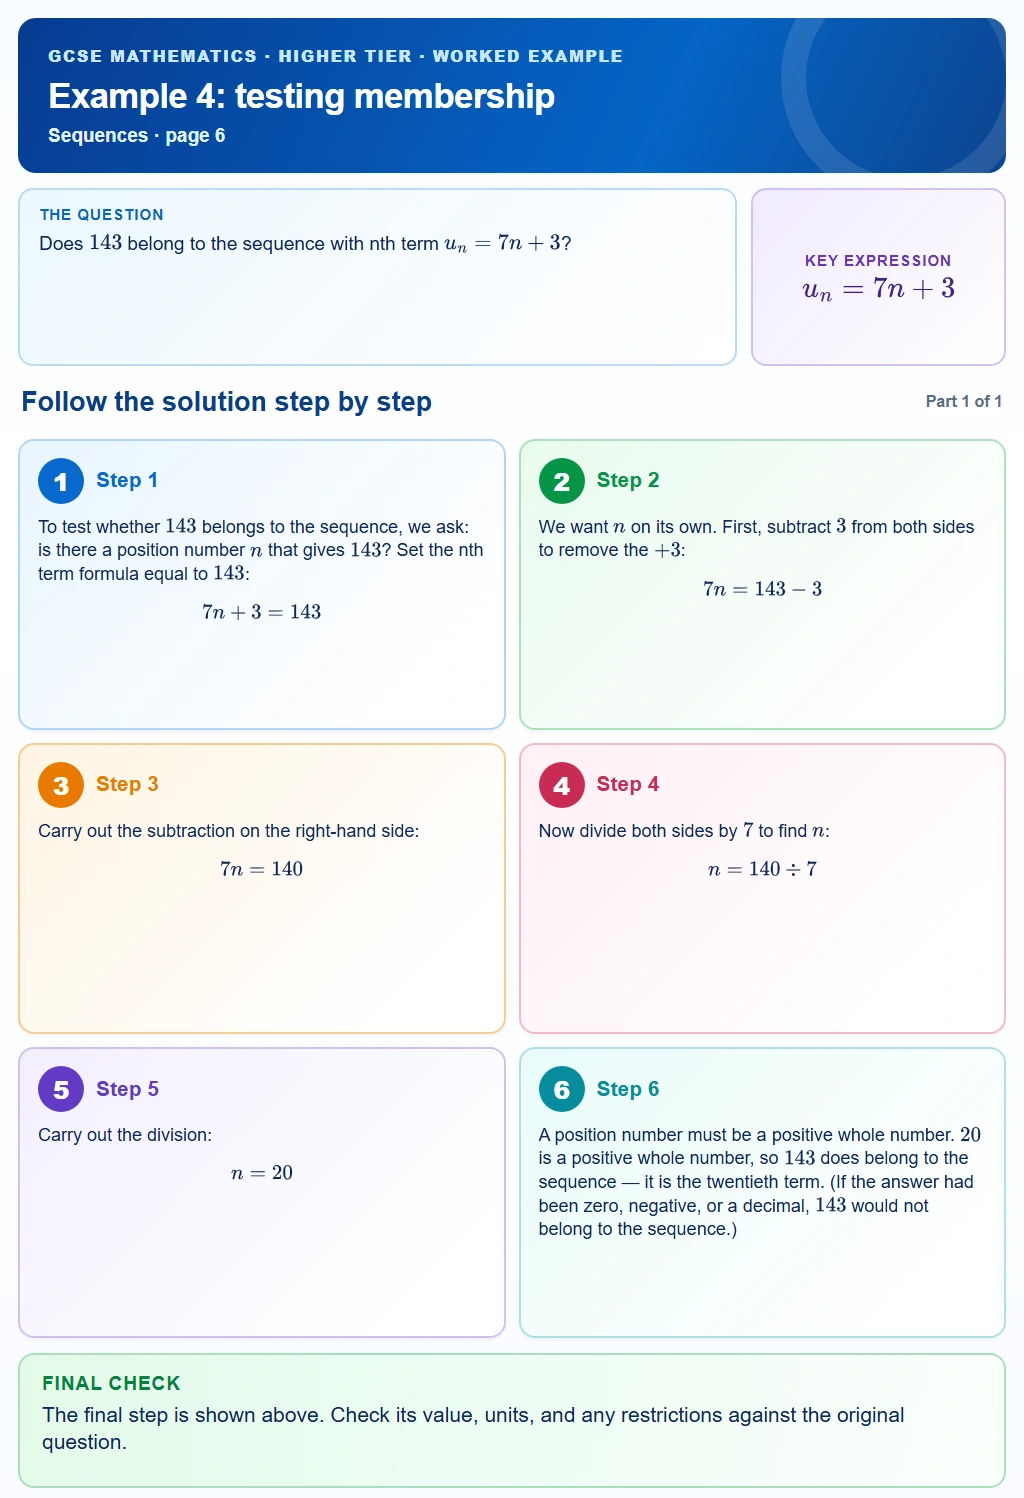 GCSE MATHEMATICS · HIGHER TIER · WORKED EXAMPLE
Example 4: testing membership
Sequences · page 6
THE QUESTION
Does 143 belong to the sequence with nth term uₙ = 7n + 3?
KEY EXPRESSION
uₙ = 7n + 3
Follow the solution step by step
Part 1 of 1
1 Step 1
To test whether 143 belongs to the sequence, we ask:
is there a position number n that gives 143? Set the nth
term formula equal to 143:
7n + 3 = 143
2 Step 2
We want n on its own. First, subtract 3 from both sides
to remove the +3:
7n = 143 − 3
3 Step 3
Carry out the subtraction on the right-hand side:
7n = 140
4 Step 4
Now divide both sides by 7 to find n:
n = 140 ÷ 7
5 Step 5
Carry out the division:
n = 20
6 Step 6
A position number must be a positive whole number. 20
is a positive whole number, so 143 does belong to the
sequence — it is the twentieth term. (If the answer had
been zero, negative, or a decimal, 143 would not
belong to the sequence.)
FINAL CHECK
The final step is shown above. Check its value, units, and any restrictions against the original
question.